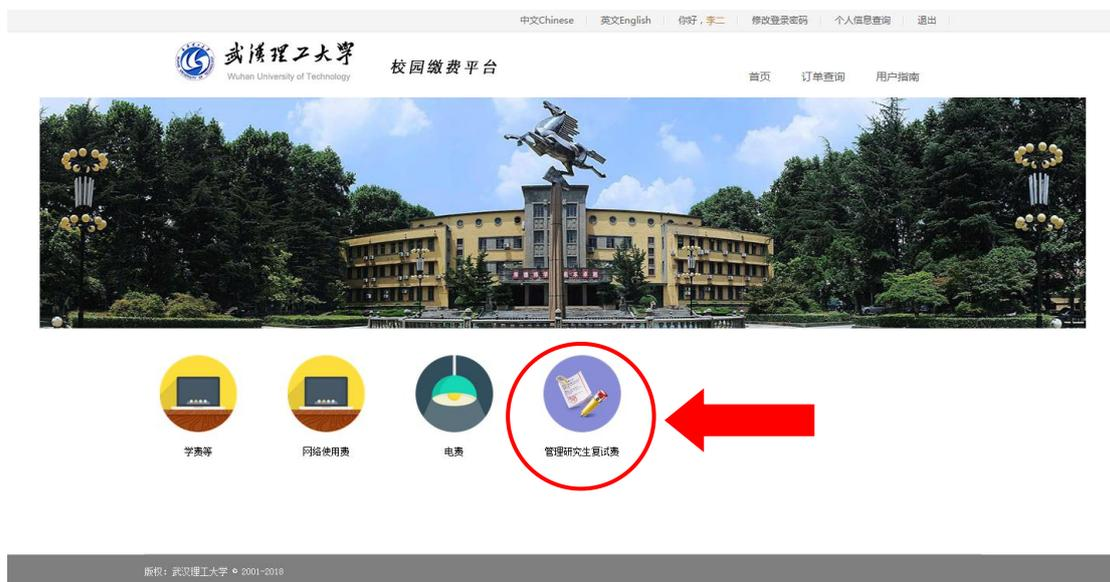 中文Chinese 英文English 你好，李二 修改登录密码 个人信息查询 退出
武汉理工大学
Wuhan University of Technology
校园缴费平台
首页 订单查询 用户指南
学费等 网络使用费 电费 管理研究生复试费
版权：武汉理工大学 © 2001-2018